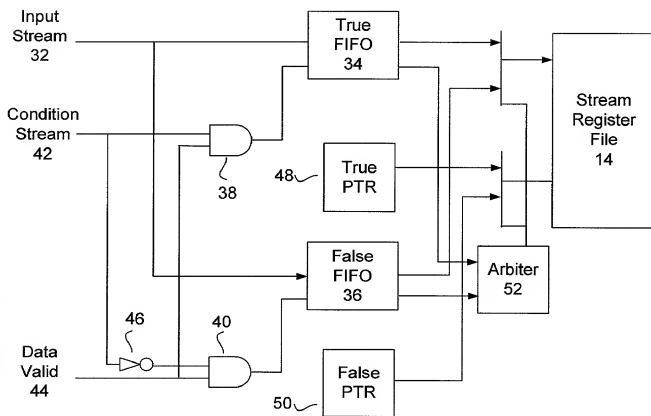 Input
Stream
32
True
FIFO
34
Stream
Register
File
14
Condition
Stream
42
38
48
True
PTR
False
FIFO
36
Arbiter
52
46
40
Data
Valid
44
50
False
PTR